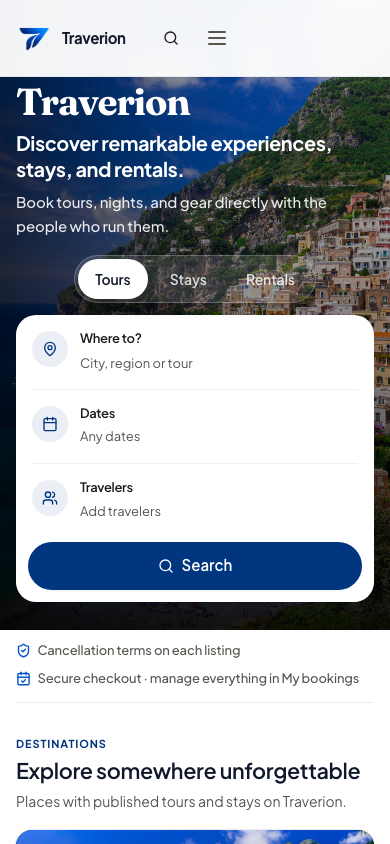 Traverion
Traverion
Discover remarkable experiences,
stays, and rentals.
Book tours, nights, and gear directly with the
people who run them.
Tours Stays Rentals
Where to?
City, region or tour
Dates
Any dates
Travelers
Add travelers
Search
Cancellation terms on each listing
Secure checkout · manage everything in My bookings
DESTINATIONS
Explore somewhere unforgettable
Places with published tours and stays on Traverion.